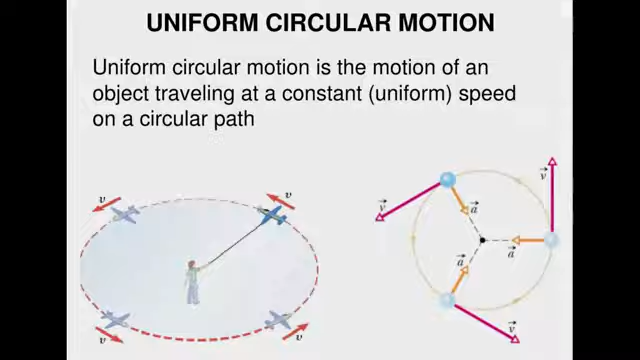 UNIFORM CIRCULAR MOTION
Uniform circular motion is the motion of an
object traveling at a constant (uniform) speed
on a circular path
v
v
v
v
v⃗
v⃗
a⃗
a⃗
a⃗
v⃗